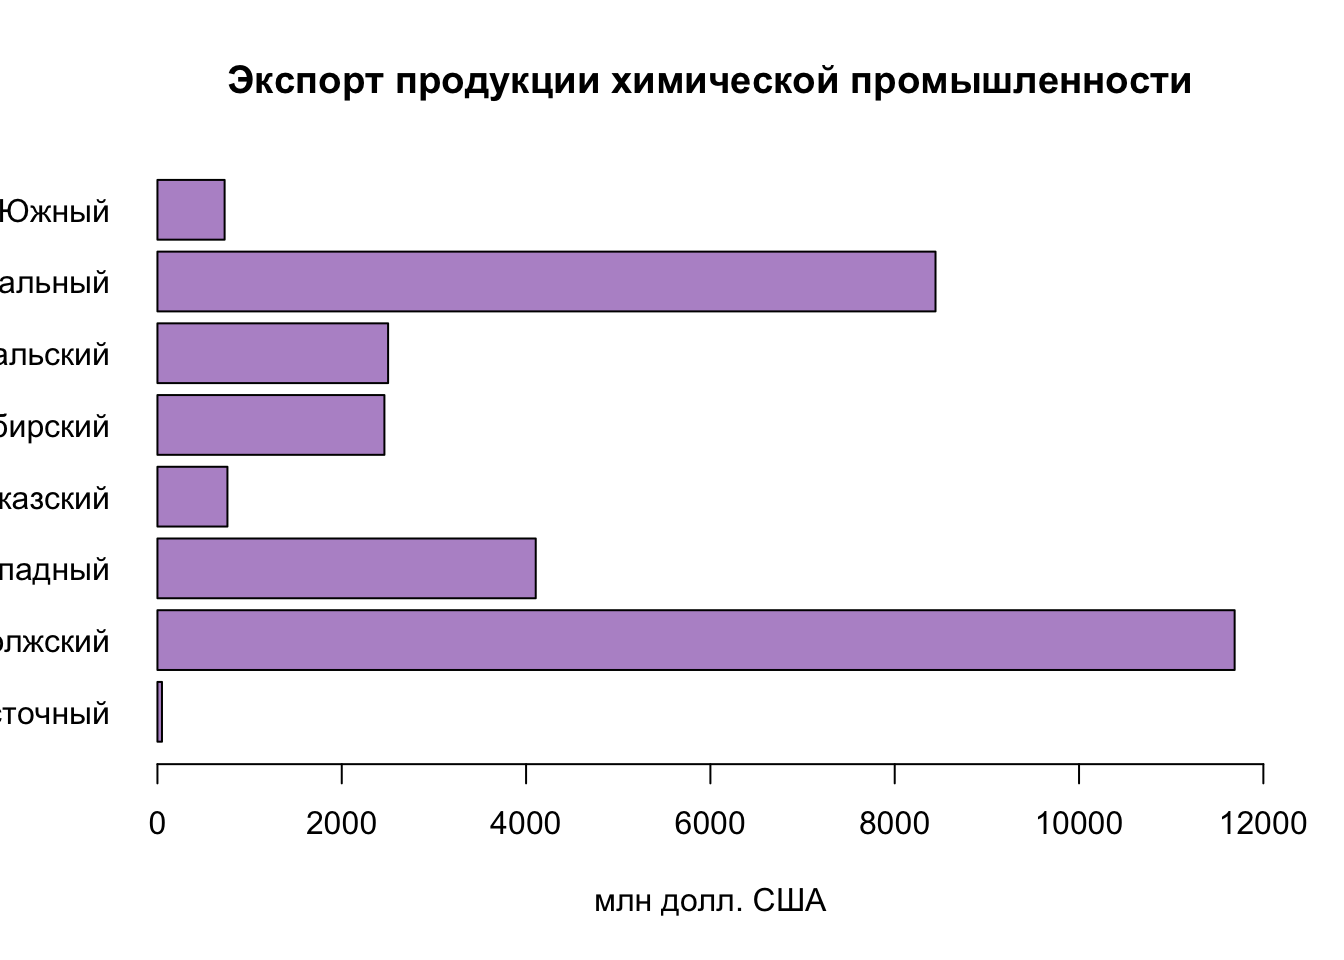 Экспорт продукции химической промышленности
Южный
альный
альский
бирский
казский
падный
олжский
сточный
0 2000 4000 6000 8000 10000 12000
млн долл. США